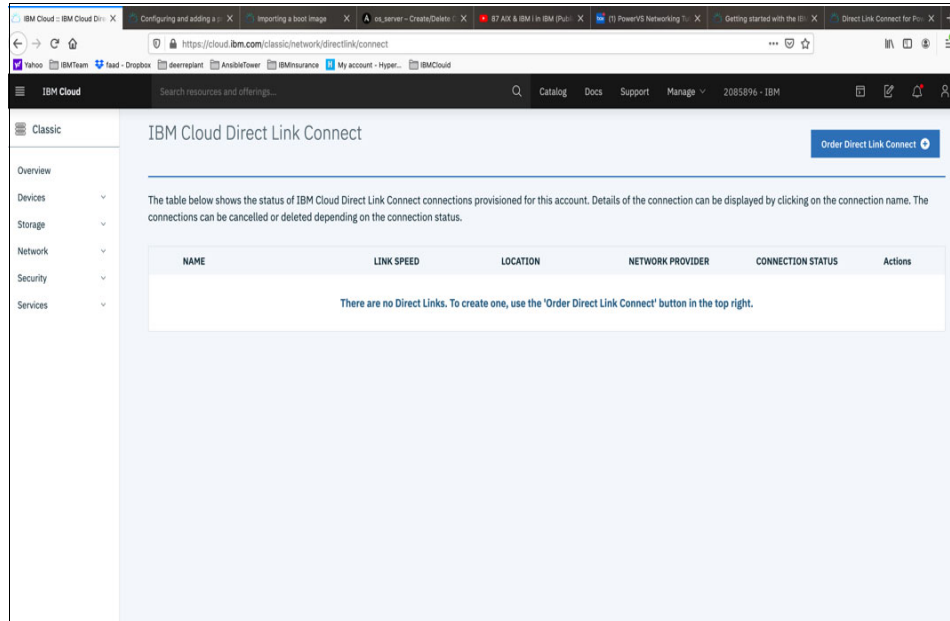 IBM Cloud :: IBM Cloud Dire X
Configuring and adding a pr X
Importing a boot image X
A os_server – Create/Delete C X
87 AIX & IBM i in IBM (Publi X
(1) PowerVS Networking Tu X
Getting started with the IB X
Direct Link Connect for Pow X
https://cloud.ibm.com/classic/network/directlink/connect
Yahoo IBMTeam faad - Dropbox deerreplant AnsibleTower IBMInsurance My account - Hyper... IBMClouid
IBM Cloud
Search resources and offerings...
Catalog Docs Support Manage 2085896 - IBM
Classic
IBM Cloud Direct Link Connect
Order Direct Link Connect
Overview
Devices
Storage
Network
Security
Services
The table below shows the status of IBM Cloud Direct Link Connect connections provisioned for this account. Details of the connection can be displayed by clicking on the connection name. The
connections can be cancelled or deleted depending on the connection status.
NAME LINK SPEED LOCATION NETWORK PROVIDER CONNECTION STATUS Actions
There are no Direct Links. To create one, use the 'Order Direct Link Connect' button in the top right.